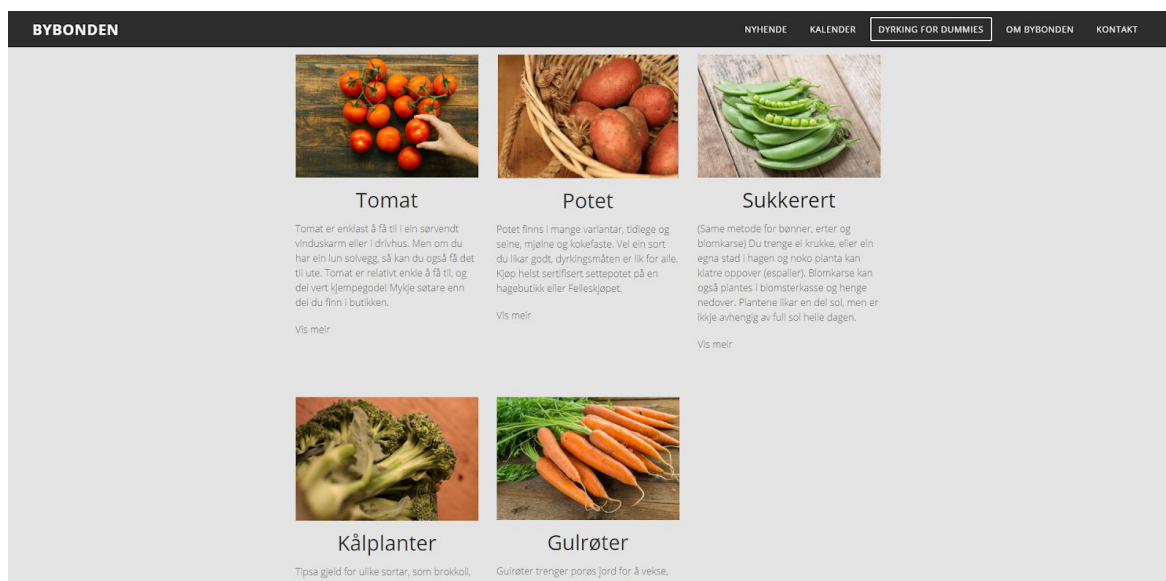 BYBONDEN
NYHENDE KALENDER DYRKING FOR DUMMIES OM BYBONDEN KONTAKT
Tomat
Tomat er enklast å få til i ein sørvendt
vinduskarm eller i drivhus. Men om du
har ein lun solvegg, så kan du også få det
til ute. Tomat er relativt enkle å få til, og
dei vert kjempegode! Mykje søtare enn
dei du finn i butikken.
Vis meir
Potet
Potet finns i mange variantar, tidlege og
seine, mjølne og kokefaste. Vel ein sort
du likar godt, dyrkingsmåten er lik for alle.
Kjøp helst sertifisert settepotet på en
hagebutikk eller Felleskjøpet.
Vis meir
Sukkerert
(Same metode for bønner, erter og
blomkarse) Du trenge ei krukke, eller ein
egna stad i hagen og noko planta kan
klatre oppover (espalier). Blomkarse kan
også plantes i blomsterkasse og henge
nedover. Plantene likar en del sol, men er
ikkje avhengig av full sol heile dagen.
Vis meir
Kålplanter
Tipsa gjeld for ulike sortar, som brokkoli,
Gulrøter
Gulrøter trenger porøs jord for å vekse,